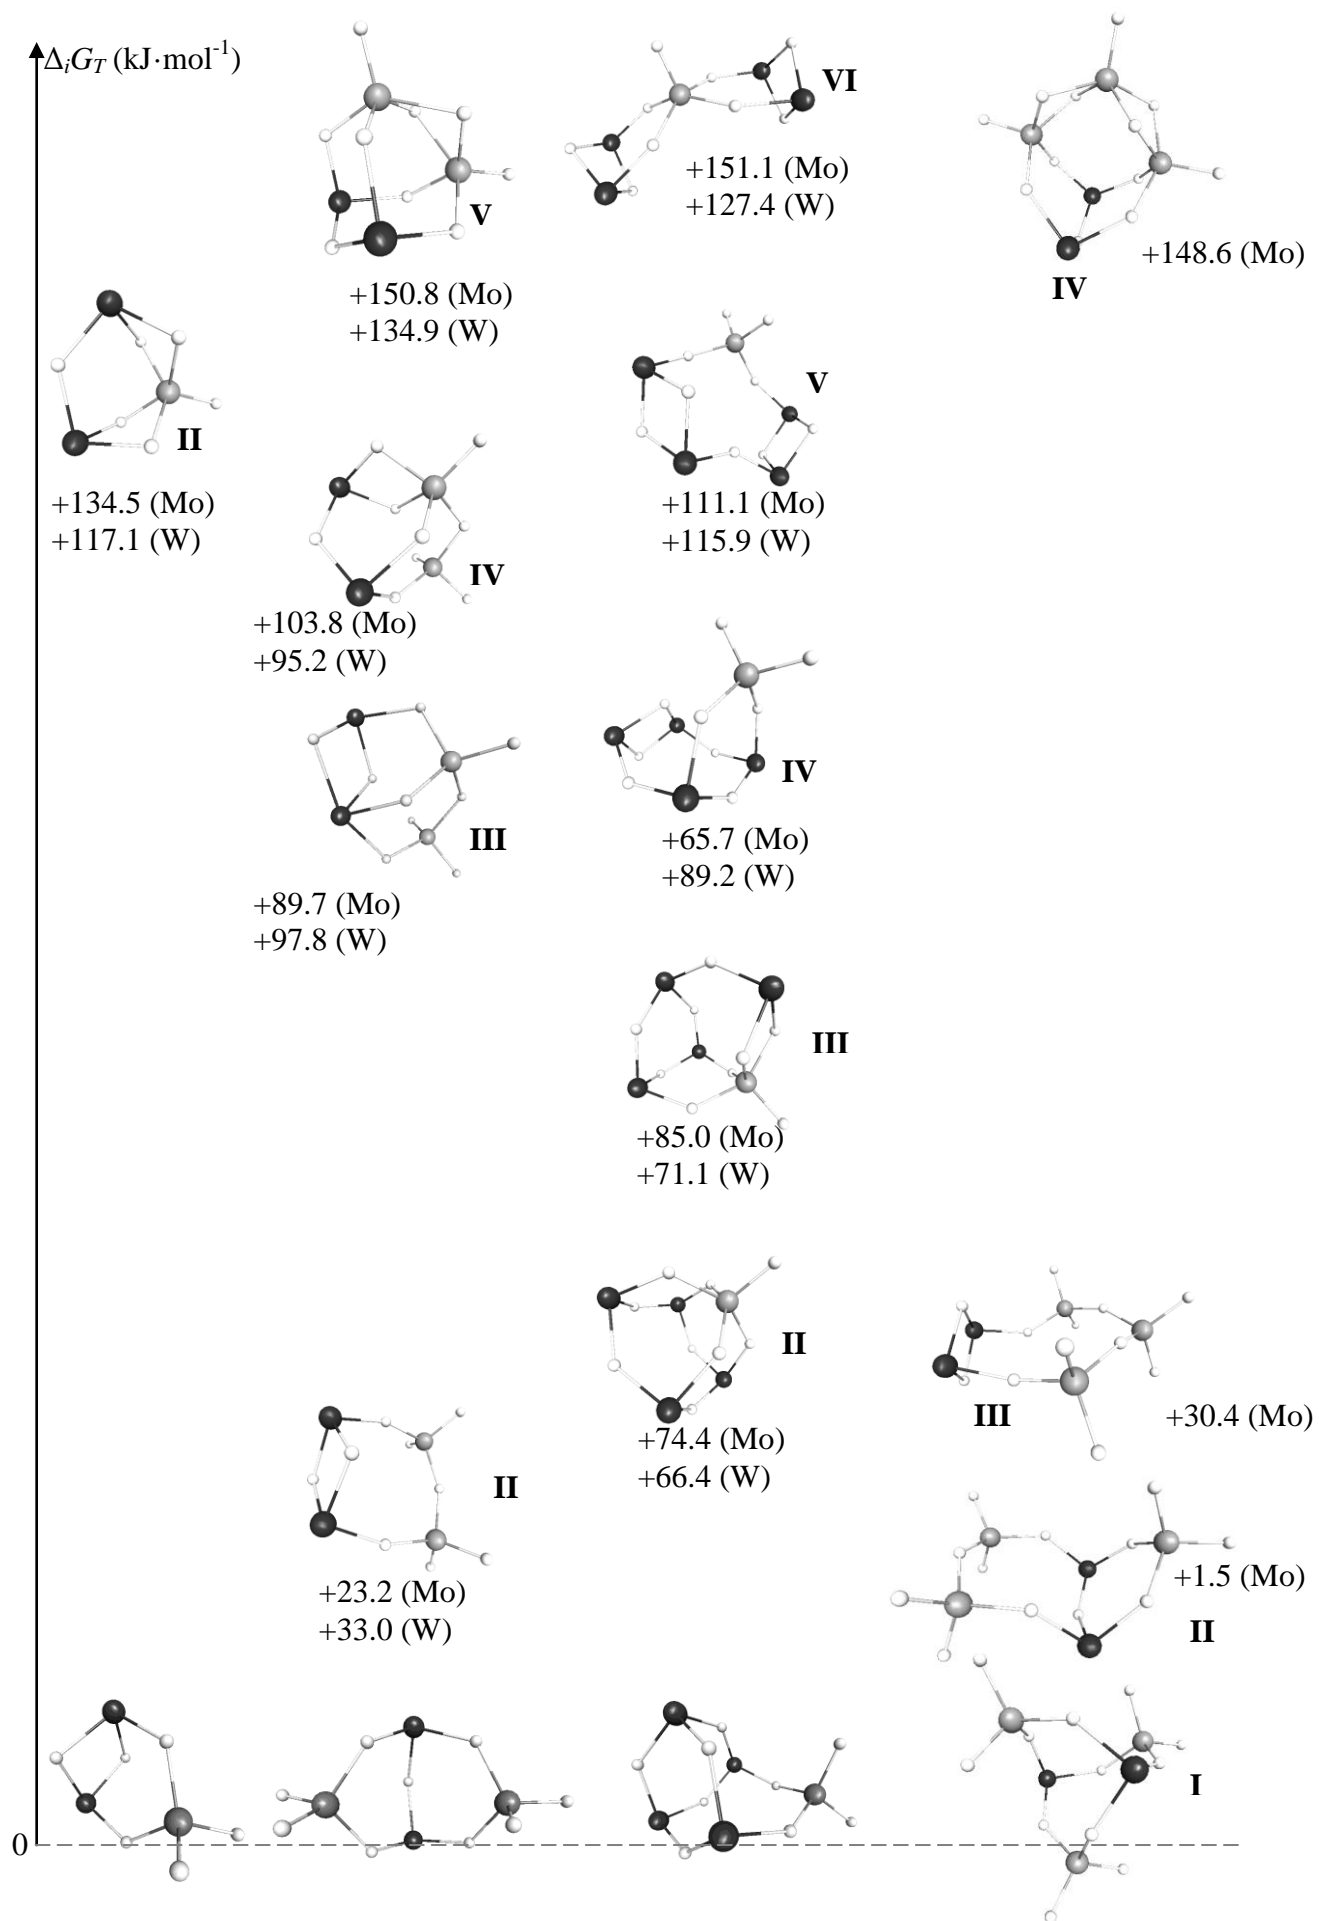 ΔᵢG_T (kJ·mol⁻¹)
VI
+151.1 (Mo)
+127.4 (W)
V
+150.8 (Mo)
+134.9 (W)
+148.6 (Mo)
IV
II
+134.5 (Mo)
+117.1 (W)
V
+111.1 (Mo)
+115.9 (W)
IV
+103.8 (Mo)
+95.2 (W)
IV
+65.7 (Mo)
+89.2 (W)
III
+89.7 (Mo)
+97.8 (W)
III
+85.0 (Mo)
+71.1 (W)
II
+74.4 (Mo)
+66.4 (W)
III
+30.4 (Mo)
II
+23.2 (Mo)
+33.0 (W)
+1.5 (Mo)
II
I
0